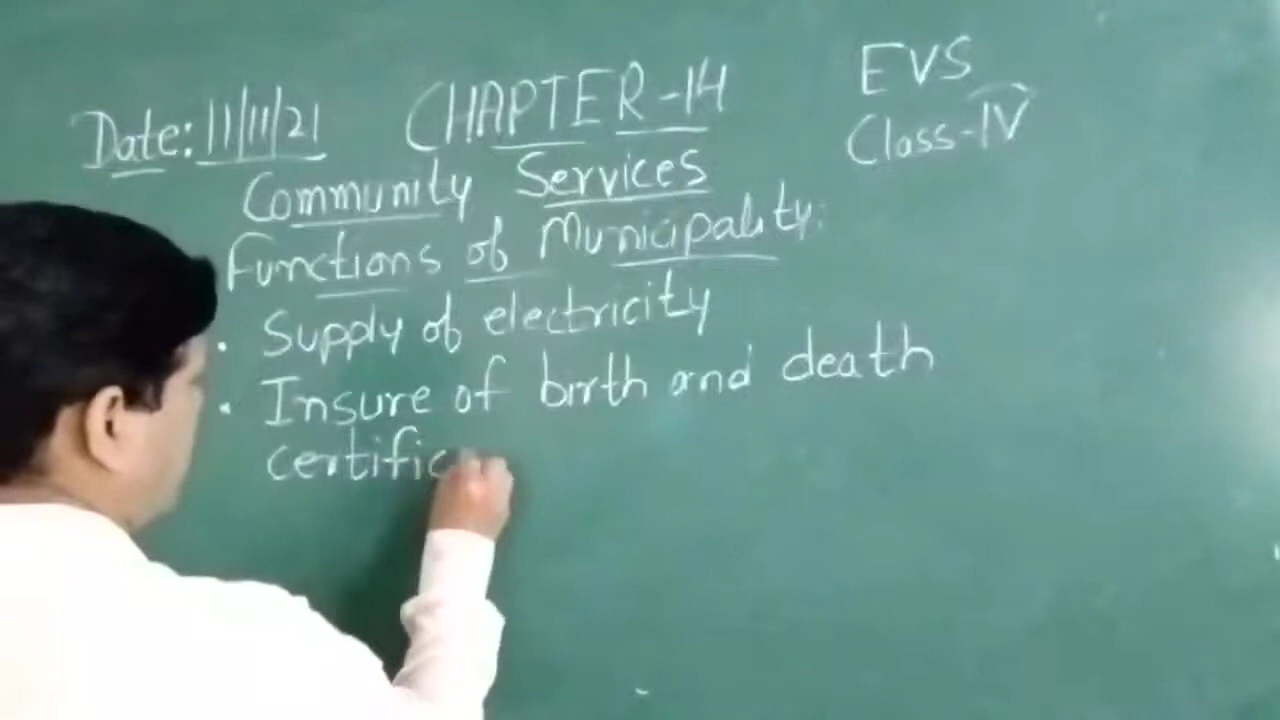 Date: 11/11/21 CHAPTER-14 EVS
Class-IV
Community Services
Functions of Municipality:
• Supply of electricity
• Insure of birth and death
certific